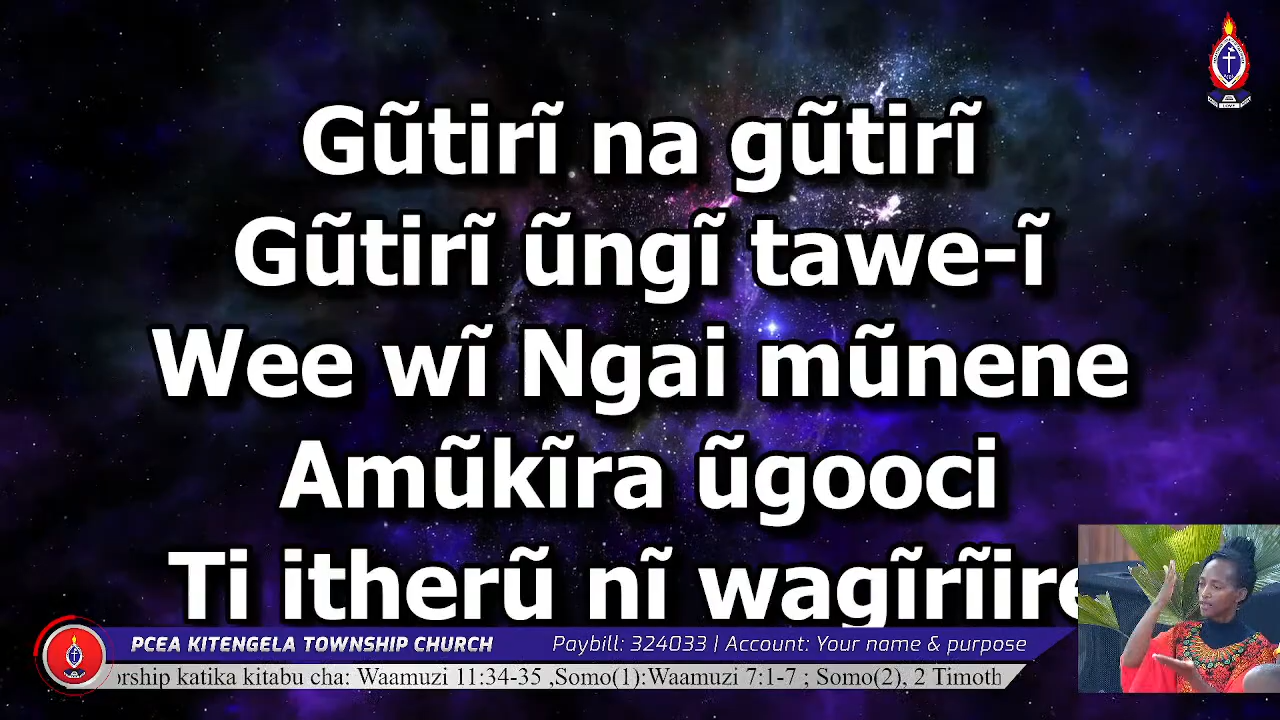 Gũtirĩ na gũtirĩ
Gũtirĩ ũngĩ tawe-ĩ
Wee wĩ Ngai mũnene
Amũkĩra ũgooci
Ti itherũ nĩ wagĩrĩire
PCEA KITENGELA TOWNSHIP CHURCH
Paybill: 324033 | Account: Your name & purpose
orship katika kitabu cha: Waamuzi 11:34-35 ,Somo(1):Waamuzi 7:1-7 ; Somo(2), 2 Timoth